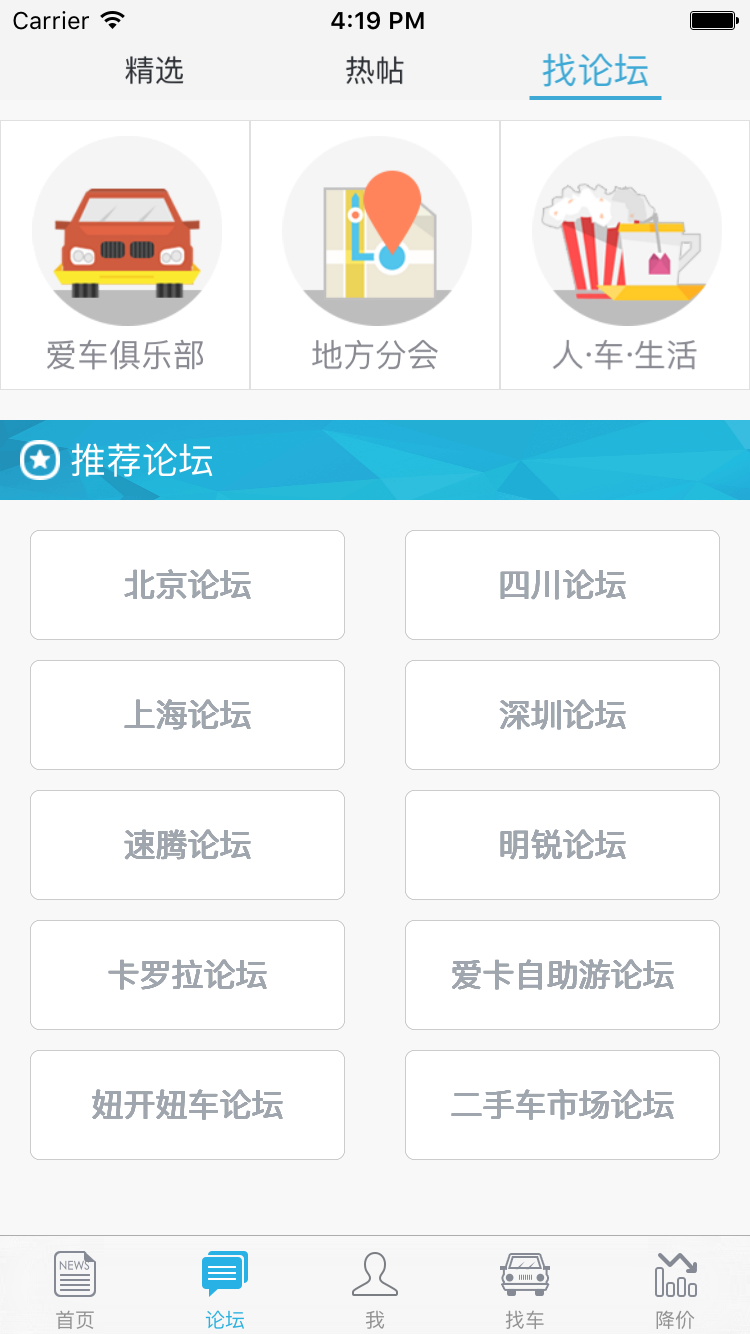 Carrier 4:19 PM
精选 热帖 找论坛
爱车俱乐部 地方分会 人·车·生活
推荐论坛
北京论坛 四川论坛
上海论坛 深圳论坛
速腾论坛 明锐论坛
卡罗拉论坛 爱卡自助游论坛
妞开妞车论坛 二手车市场论坛
NEWS
首页 论坛 我 找车 降价